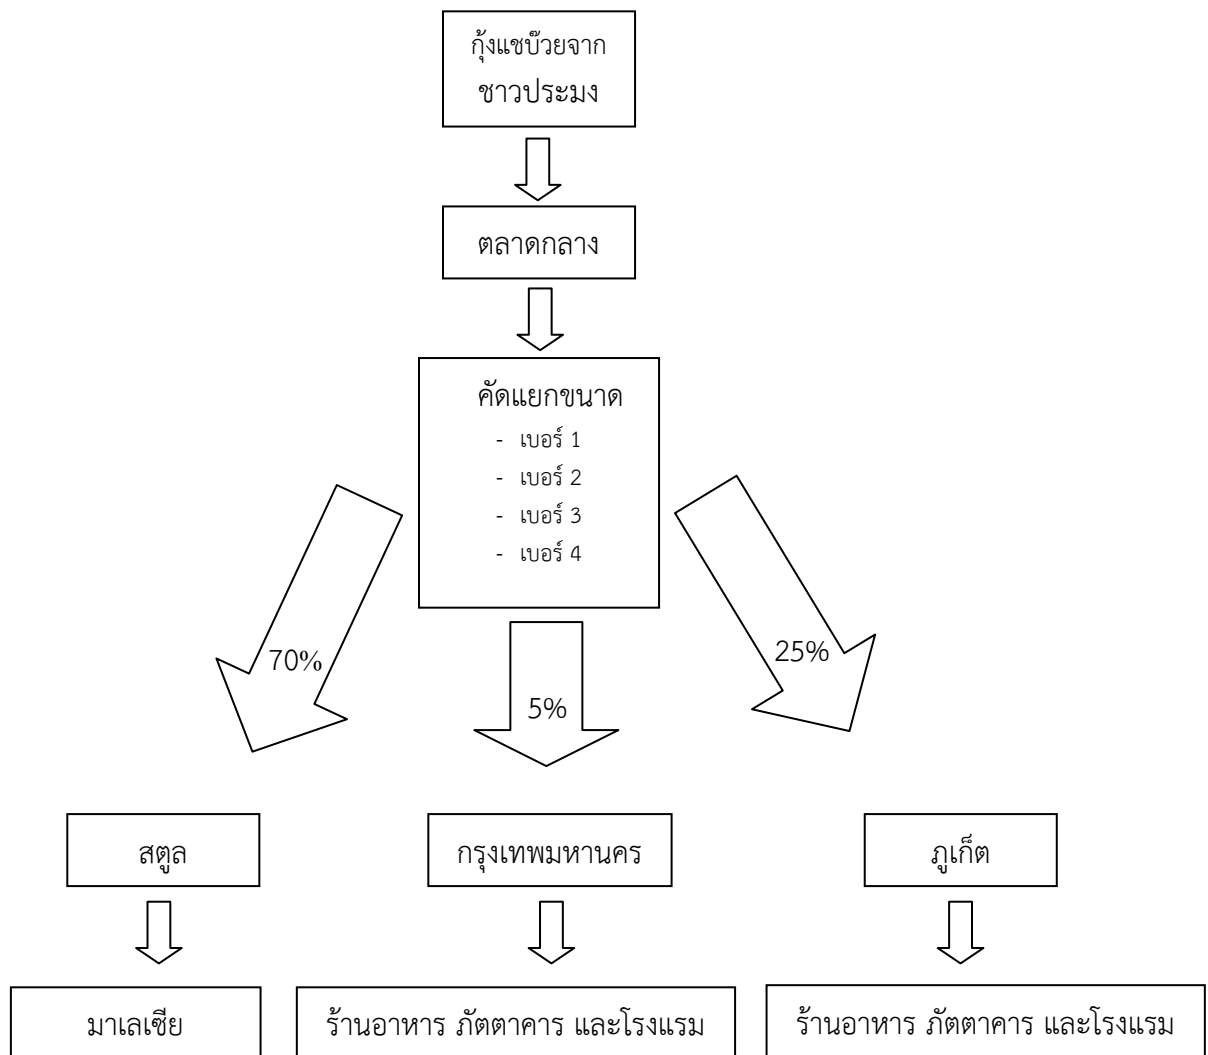 กุ้งแชบ๊วยจาก
ชาวประมง
ตลาดกลาง
คัดแยกขนาด
- เบอร์ 1
- เบอร์ 2
- เบอร์ 3
- เบอร์ 4
70%
5%
25%
สตูล
กรุงเทพมหานคร
ภูเก็ต
มาเลเซีย
ร้านอาหาร ภัตตาคาร และโรงแรม
ร้านอาหาร ภัตตาคาร และโรงแรม